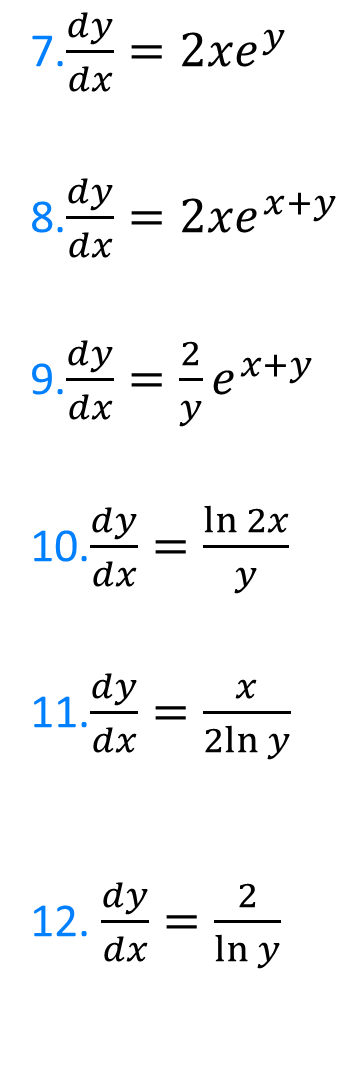 7. dy/dx = 2xe^y
8. dy/dx = 2xe^{x+y}
9. dy/dx = 2/y e^{x+y}
10. dy/dx = ln 2x/y
11. dy/dx = x/2ln y
12. dy/dx = 2/ln y